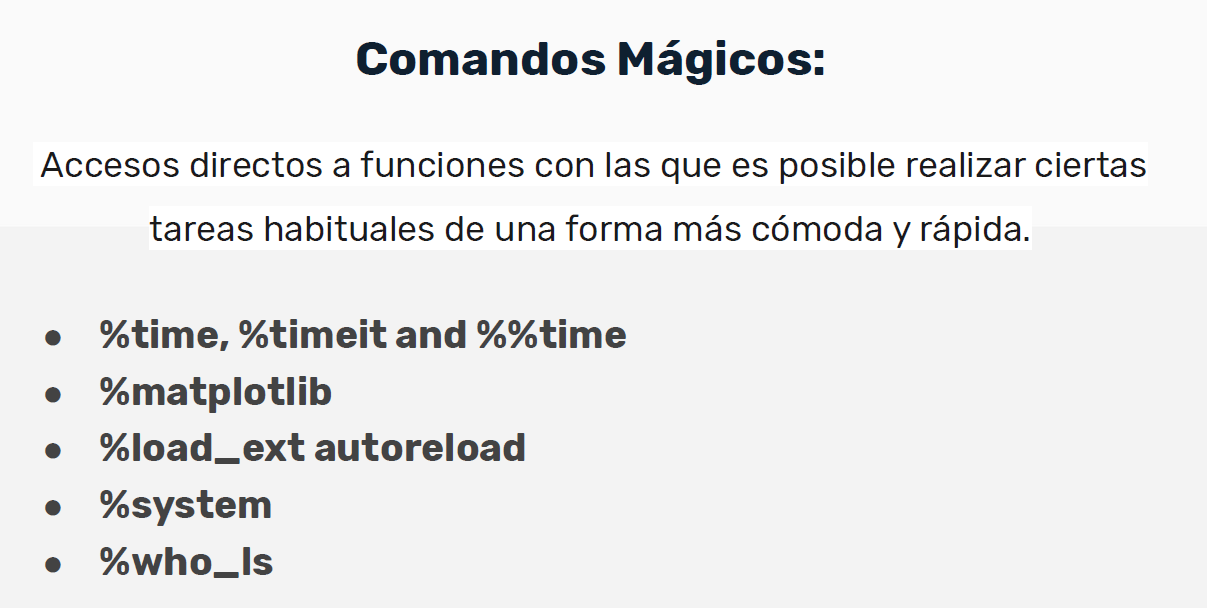 Comandos Mágicos:
Accesos directos a funciones con las que es posible realizar ciertas
tareas habituales de una forma más cómoda y rápida.
● %time, %timeit and %%time
● %matplotlib
● %load_ext autoreload
● %system
● %who_ls